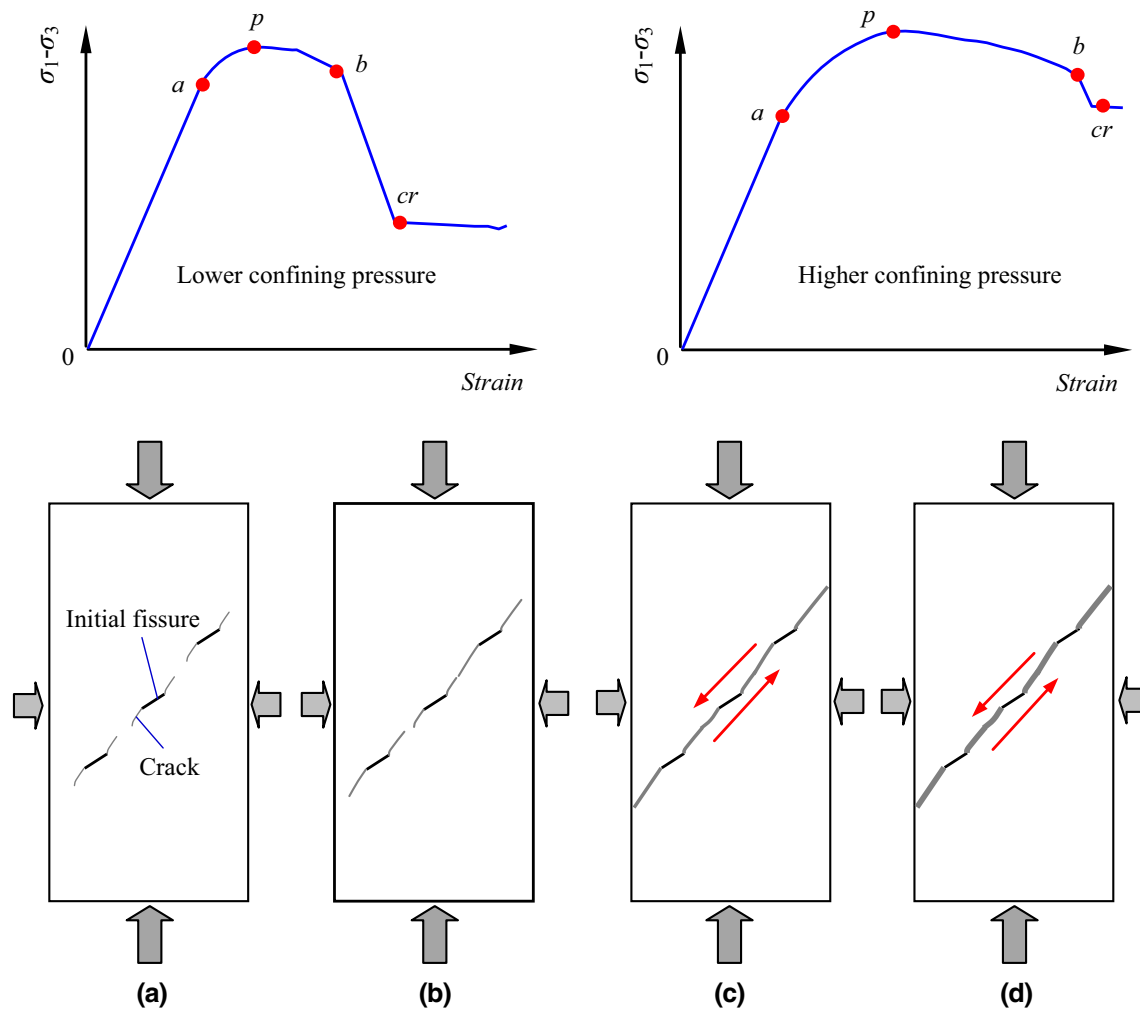 σ1-σ3
p
a
b
cr
Lower confining pressure
0
Strain
σ1-σ3
p
a
b
cr
Higher confining pressure
0
Strain
Initial fissure
Crack
(a)
(b)
(c)
(d)